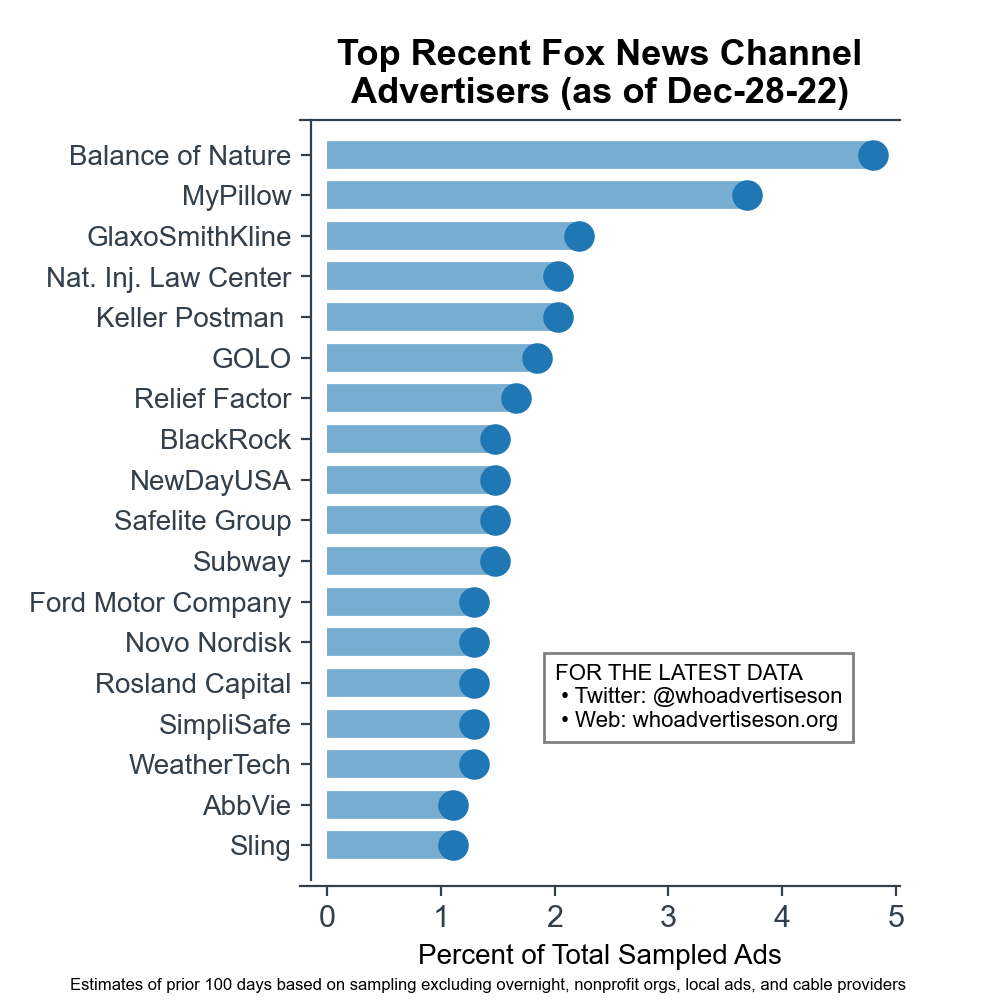 Top Recent Fox News Channel
Advertisers (as of Dec-28-22)
Balance of Nature
MyPillow
GlaxoSmithKline
Nat. Inj. Law Center
Keller Postman
GOLO
Relief Factor
BlackRock
NewDayUSA
Safelite Group
Subway
Ford Motor Company
Novo Nordisk
Rosland Capital
SimpliSafe
WeatherTech
AbbVie
Sling
FOR THE LATEST DATA
• Twitter: @whoadvertiseson
• Web: whoadvertiseson.org
0 1 2 3 4 5
Percent of Total Sampled Ads
Estimates of prior 100 days based on sampling excluding overnight, nonprofit orgs, local ads, and cable providers